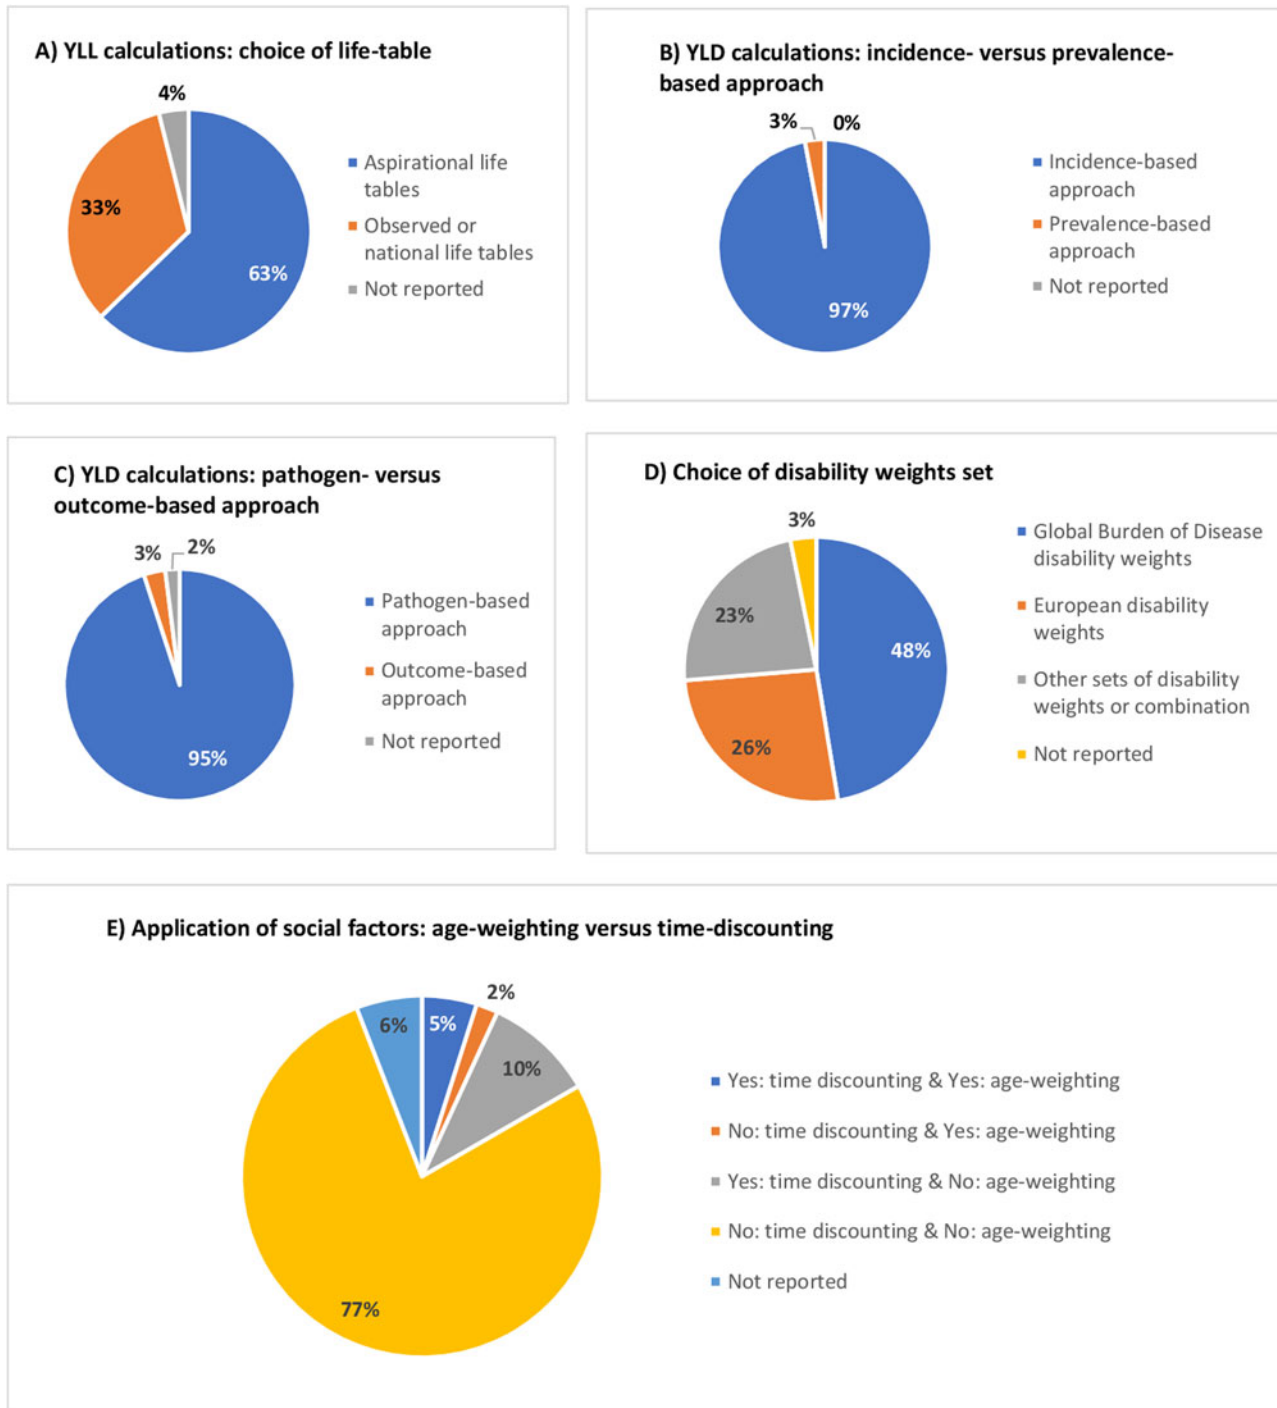 A) YLL calculations: choice of life-table
4%
33%
63%
Aspirational life
tables
Observed or
national life tables
Not reported
B) YLD calculations: incidence- versus prevalence-
based approach
3%
0%
97%
Incidence-based
approach
Prevalence-based
approach
Not reported
C) YLD calculations: pathogen- versus
outcome-based approach
3%
2%
95%
Pathogen-based
approach
Outcome-based
approach
Not reported
D) Choice of disability weights set
3%
23%
48%
26%
Global Burden of Disease
disability weights
European disability
weights
Other sets of disability
weights or combination
Not reported
E) Application of social factors: age-weighting versus time-discounting
2%
6%
5%
10%
77%
Yes: time discounting & Yes: age-weighting
No: time discounting & Yes: age-weighting
Yes: time discounting & No: age-weighting
No: time discounting & No: age-weighting
Not reported